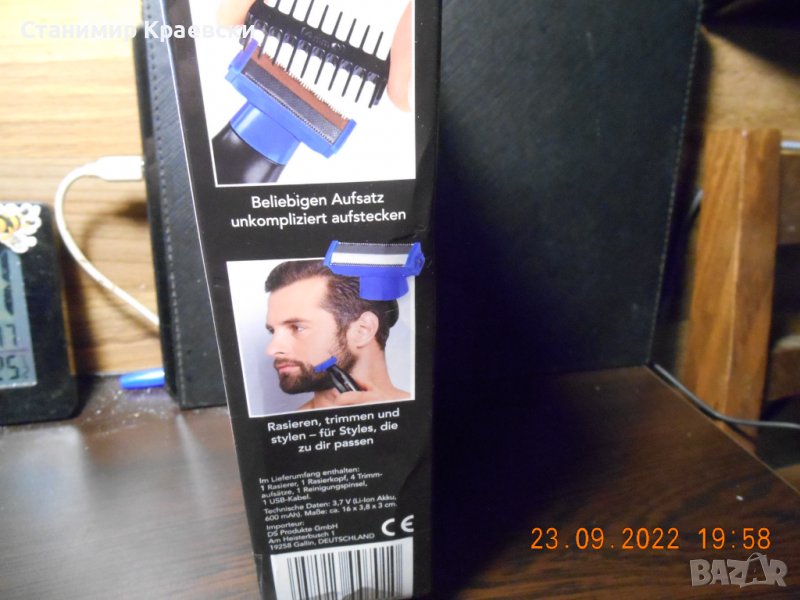 Станимир Краевски
Beliebigen Aufsatz
unkompliziert aufstecken
Rasieren, trimmen und
stylen – für Styles, die
zu dir passen
Im Lieferumfang enthalten:
1 Rasierer, 1 Rasierkopf, 4 Trimm-
aufsätze, 1 Reinigungspinsel,
1 USB-Kabel.
Technische Daten: 3,7 V (Li-Ion Akku,
600 mAh). Maße: ca. 16 x 3,8 x 3 cm.
Importeur:
DS Produkte GmbH
Am Heisterbusch 1
19258 Gallin, DEUTSCHLAND
CE
23.09.2022 19:58
BAZAR